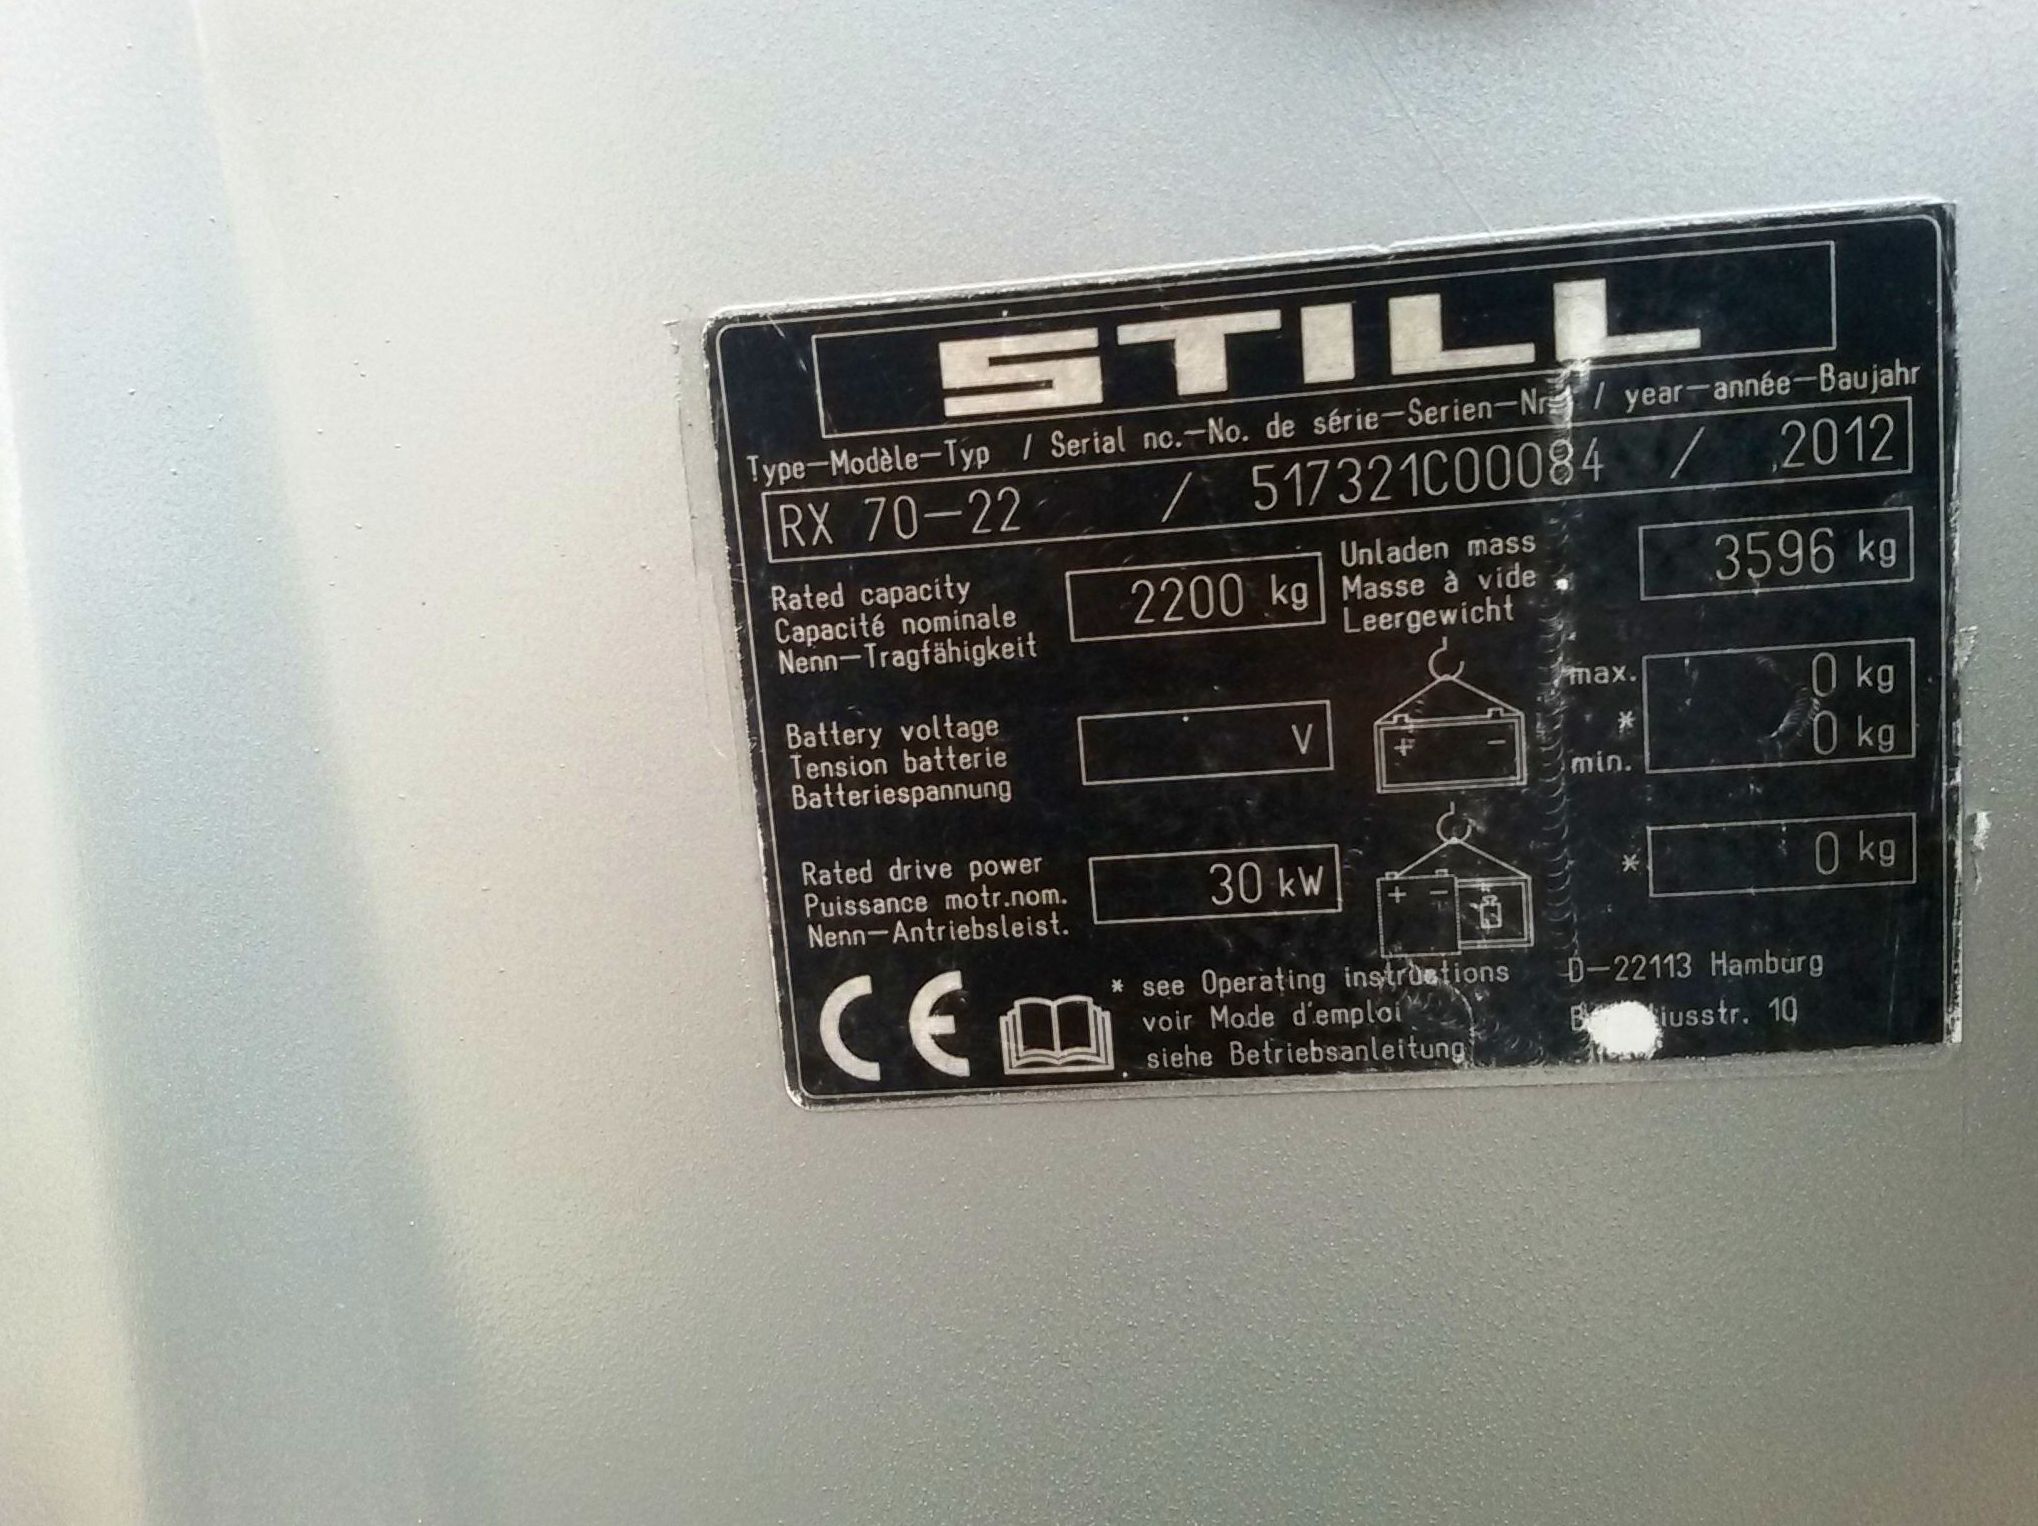 STILL
Type-Modèle-Typ / Serial no.-No. de série-Serien-Nr. / year-année-Baujahr
RX 70-22 / 517321C00084 / 2012
Rated capacity
Capacité nominale
Nenn-Tragfähigkeit
2200 kg
Unladen mass
Masse à vide
Leergewicht
3596 kg
Battery voltage
Tension batterie
Batteriespannung
V
+ -
max. 0 kg
*
min. 0 kg
Rated drive power
Puissance motr.nom.
Nenn-Antriebsleist.
30 kW
+ -
* 0 kg
CE
* see Operating instructions
voir Mode d'emploi
siehe Betriebsanleitung
D-22113 Hamburg
10